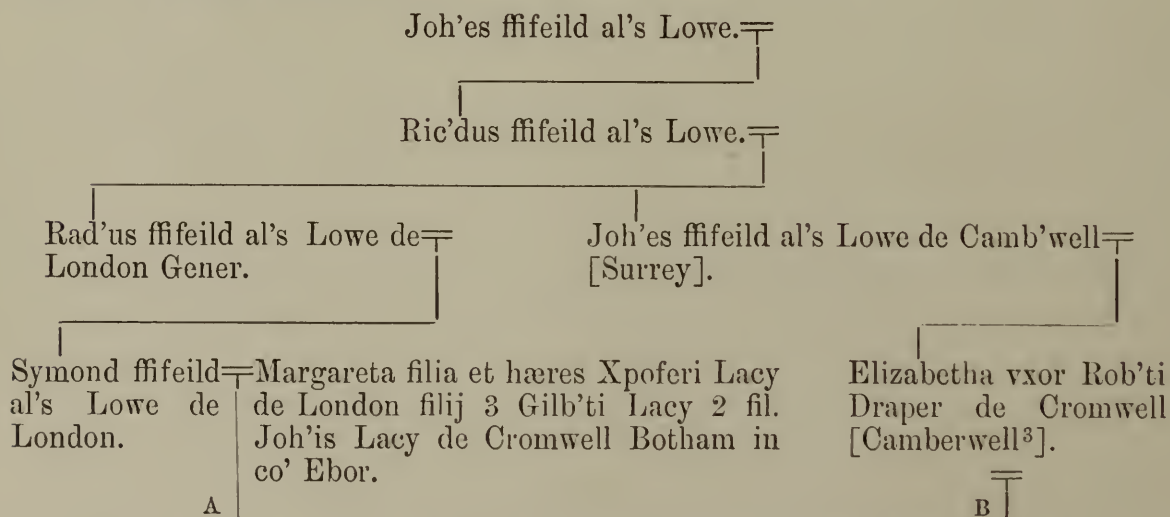 Joh'es ffifeild al's Lowe.
Ric'dus ffifeild al's Lowe.
Rad'us ffifeild al's Lowe de
London Gener.
Joh'es ffifeild al's Lowe de Camb'well
[Surrey].
Symond ffifeild
al's Lowe de
London.
Margareta filia et hæres Xpoferi Lacy
de London filij 3 Gilb'ti Lacy 2 fil.
Joh'is Lacy de Cromwell Botham in
co' Ebor.
Elizabetha vxor Rob'ti
Draper de Cromwell
[Camberwell³].
A
B